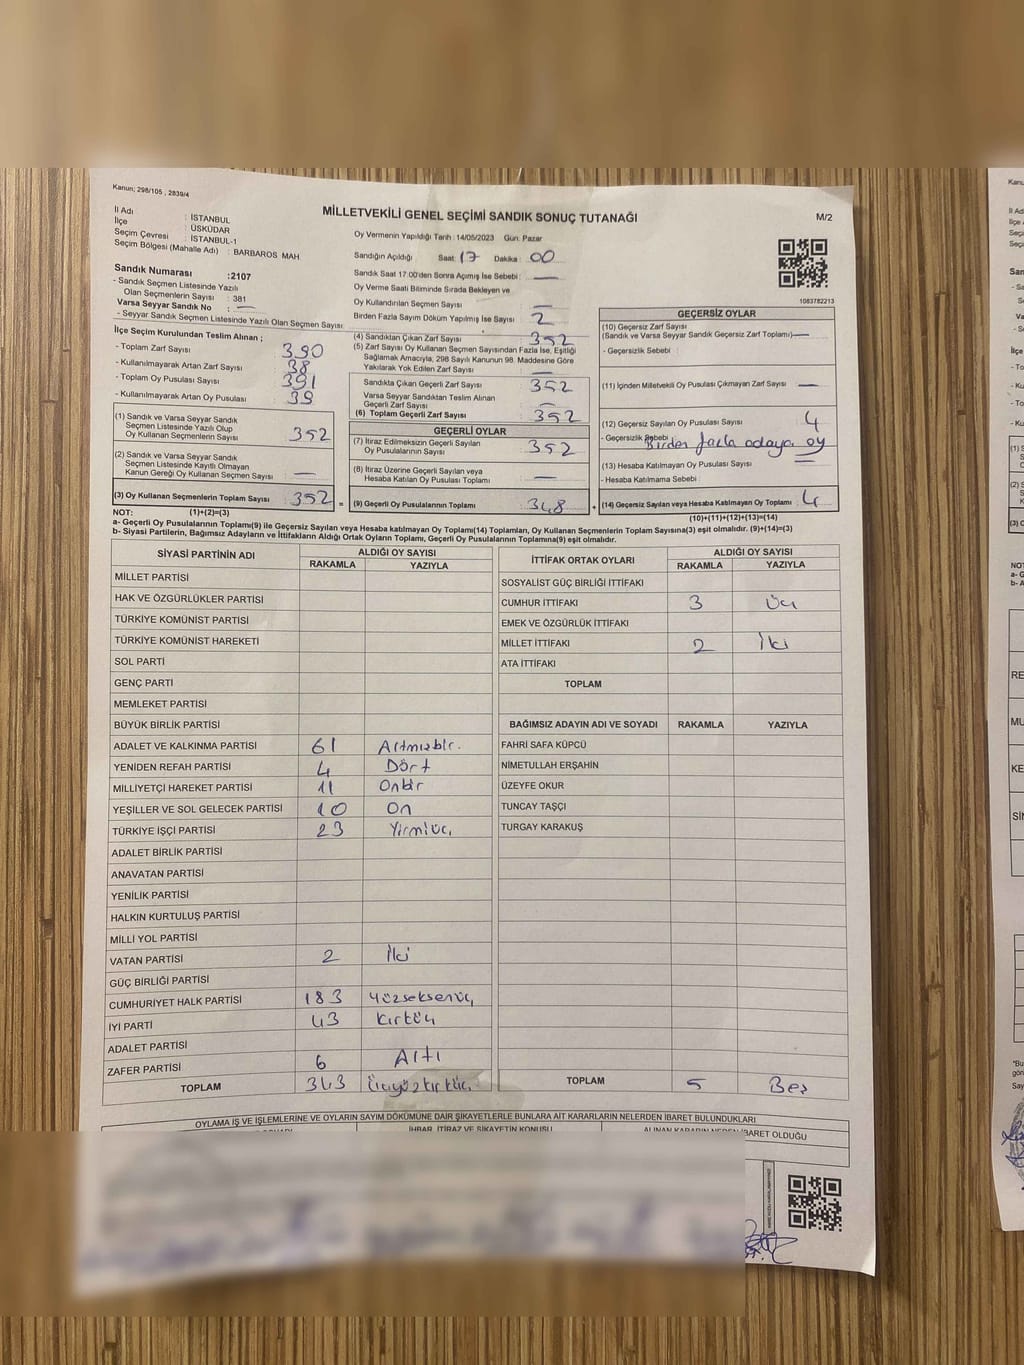 Kanun; 298/105 , 2839/4
MİLLETVEKİLİ GENEL SEÇİMİ SANDIK SONUÇ TUTANAĞI
M/2
İl Adı : İSTANBUL
İlçe : ÜSKÜDAR
Seçim Çevresi : İSTANBUL-1
Seçim Bölgesi (Mahalle Adı) : BARBAROS MAH
Sandık Numarası :2107
- Sandık Seçmen Listesinde Yazılı
Olan Seçmenlerin Sayısı : 381
Varsa Seyyar Sandık No : —
- Seyyar Sandık Seçmen Listesinde Yazılı Olan Seçmen Sayısı:
İlçe Seçim Kurulundan Teslim Alınan ;
- Toplam Zarf Sayısı : 390
- Kullanılmayarak Artan Zarf Sayısı : 38
- Toplam Oy Pusulası Sayısı : 391
- Kullanılmayarak Artan Oy Pusulası : 39
(1) Sandık ve Varsa Seyyar Sandık
Seçmen Listesinde Yazılı Olup
Oy Kullanan Seçmenlerin Sayısı : 352
(2) Sandık ve Varsa Seyyar Sandık
Seçmen Listesinde Kayıtlı Olmayan
Kanun Gereği Oy Kullanan Seçmen Sayısı : —
(3) Oy Kullanan Seçmenlerin Toplam Sayısı : 352
Oy Vermenin Yapıldığı Tarih : 14/05/2023 Gün: Pazar
Sandığın Açıldığı Saat: 17 Dakika : 00
Sandık Saat 17.00'den Sonra Açılmış İse Sebebi : —
Oy Verme Saati Bitiminde Sırada Bekleyen ve
Oy Kullandırılan Seçmen Sayısı : —
Birden Fazla Sayım Döküm Yapılmış İse Sayısı : 2
(4) Sandıktan Çıkan Zarf Sayısı : 352
(5) Zarf Sayısı Oy Kullanan Seçmen Sayısından Fazla İse, Eşitliği
Sağlamak Amacıyla, 298 Sayılı Kanunun 98. Maddesine Göre
Yakılarak Yok Edilen Zarf Sayısı : —
Sandıkta Çıkan Geçerli Zarf Sayısı : 352
Varsa Seyyar Sandıktan Teslim Alınan
Geçerli Zarf Sayısı : —
(6) Toplam Geçerli Zarf Sayısı : 352
GEÇERLİ OYLAR
(7) İtiraz Edilmeksizin Geçerli Sayılan
Oy Pusulalarının Sayısı : 352
(8) İtiraz Üzerine Geçerli Sayılan veya
Hesaba Katılan Oy Pusulası Toplamı : —
= (9) Geçerli Oy Pusulalarının Toplamı : 348 +
1083782213
GEÇERSİZ OYLAR
(10) Geçersiz Zarf Sayısı
(Sandık ve Varsa Seyyar Sandık Geçersiz Zarf Toplamı) —
- Geçersizlik Sebebi :
(11) İçinden Milletvekili Oy Pusulası Çıkmayan Zarf Sayısı : —
(12) Geçersiz Sayılan Oy Pusulası Sayısı : 4
- Geçersizlik Sebebi : Birden fazla adaya oy
(13) Hesaba Katılmayan Oy Pusulası Sayısı : —
- Hesaba Katılmama Sebebi :
(14) Geçersiz Sayılan veya Hesaba Katılmayan Oy Toplamı : 4
NOT: (1)+(2)=(3) (10)+(11)+(12)+(13)=(14)
a- Geçerli Oy Pusulalarının Toplamı(9) ile Geçersiz Sayılan veya Hesaba katılmayan Oy Toplamı(14) Toplamları, Oy Kullanan Seçmenlerin Toplam Sayısına(3) eşit olmalıdır. (9)+(14)=(3)
b- Siyasi Partilerin, Bağımsız Adayların ve İttifakların Aldığı Ortak Oyların Toplamı, Geçerli Oy Pusulalarının Toplamına(9) eşit olmalıdır.
SİYASİ PARTİNİN ADI ALDIĞI OY SAYISI
RAKAMLA YAZIYLA
MİLLET PARTİSİ
HAK VE ÖZGÜRLÜKLER PARTİSİ
TÜRKİYE KOMÜNİST PARTİSİ
TÜRKİYE KOMÜNİST HAREKETİ
SOL PARTİ
GENÇ PARTİ
MEMLEKET PARTİSİ
BÜYÜK BİRLİK PARTİSİ
ADALET VE KALKINMA PARTİSİ 61 Altmışbir.
YENİDEN REFAH PARTİSİ 4 Dört
MİLLİYETÇİ HAREKET PARTİSİ 11 Onbir
YEŞİLLER VE SOL GELECEK PARTİSİ 10 On
TÜRKİYE İŞÇİ PARTİSİ 23 Yirmiüç
ADALET BİRLİK PARTİSİ
ANAVATAN PARTİSİ
YENİLİK PARTİSİ
HALKIN KURTULUŞ PARTİSİ
MİLLİ YOL PARTİSİ
VATAN PARTİSİ 2 İki
GÜÇ BİRLİĞİ PARTİSİ
CUMHURİYET HALK PARTİSİ 183 Yüzseksenüç
İYİ PARTİ 43 Kırküç
ADALET PARTİSİ
ZAFER PARTİSİ 6 Altı
TOPLAM 343 Üçyüzkırküç
İTTİFAK ORTAK OYLARI ALDIĞI OY SAYISI
RAKAMLA YAZIYLA
SOSYALİST GÜÇ BİRLİĞİ İTTİFAKI
CUMHUR İTTİFAKI 3 Üç
EMEK VE ÖZGÜRLÜK İTTİFAKI
MİLLET İTTİFAKI 2 İki
ATA İTTİFAKI
TOPLAM
BAĞIMSIZ ADAYIN ADI VE SOYADI RAKAMLA YAZIYLA
FAHRİ SAFA KÜPCÜ
NİMETULLAH ERŞAHİN
ÜZEYFE OKUR
TUNCAY TAŞÇI
TURGAY KARAKUŞ
TOPLAM 5 Beş
OYLAMA İŞ VE İŞLEMLERİNE VE OYLARIN SAYIM DÖKÜMÜNE DAİR ŞİKAYETLERLE BUNLARA AİT KARARLARIN NELERDEN İBARET BULUNDUKLARI
İHBAR, İTİRAZ VE ŞİKAYETİN KONUSU ALINAN KARARIN NEDEN İBARET OLDUĞU